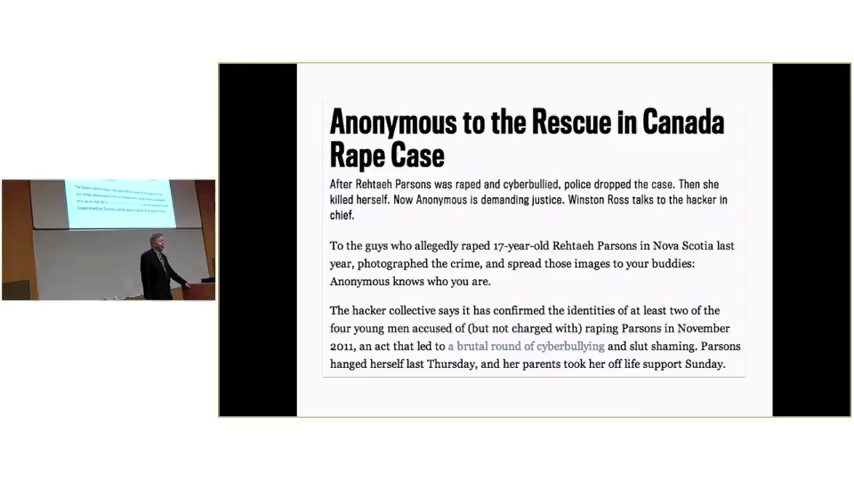 Anonymous to the Rescue in Canada
Rape Case
After Rehtaeh Parsons was raped and cyberbullied, police dropped the case. Then she
killed herself. Now Anonymous is demanding justice. Winston Ross talks to the hacker in
chief.
To the guys who allegedly raped 17-year-old Rehtaeh Parsons in Nova Scotia last
year, photographed the crime, and spread those images to your buddies:
Anonymous knows who you are.
The hacker collective says it has confirmed the identities of at least two of the
four young men accused of (but not charged with) raping Parsons in November
2011, an act that led to a brutal round of cyberbullying and slut shaming. Parsons
hanged herself last Thursday, and her parents took her off life support Sunday.